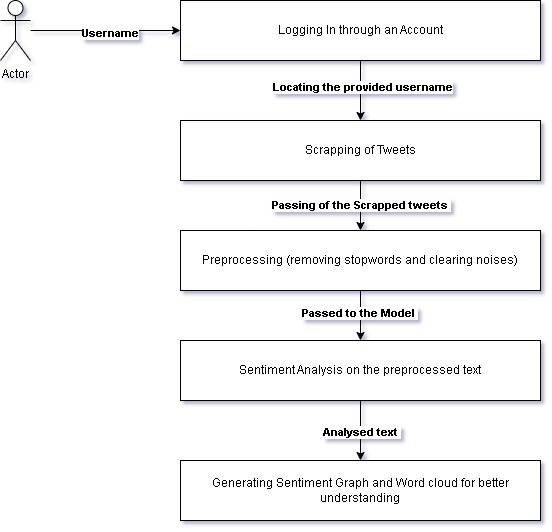 Username
Logging In through an Account
Actor
Locating the provided username
Scrapping of Tweets
Passing of the Scrapped tweets
Preprocessing (removing stopwords and clearing noises)
Passed to the Model
Sentiment Analysis on the preprocessed text
Analysed text
Generating Sentiment Graph and Word cloud for better
understanding